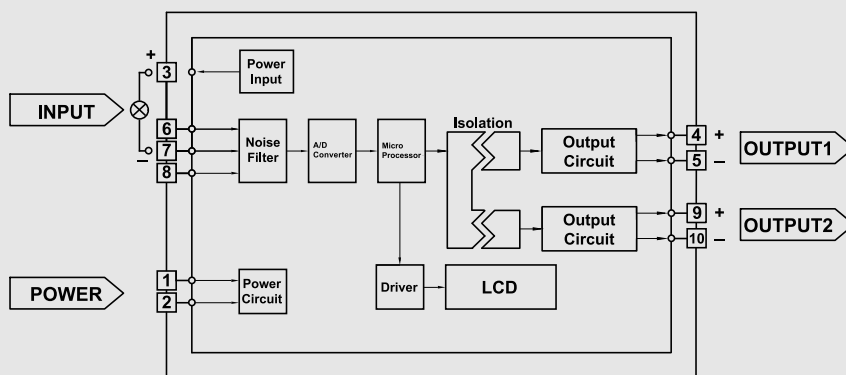 +
3
Power
Input
INPUT
6
7
8
−
Noise
Filter
A/D
Converter
Micro
Processor
Isolation
Output
Circuit
4
+
5
−
OUTPUT1
Output
Circuit
9
+
10
−
OUTPUT2
POWER
1
2
Power
Circuit
Driver
LCD